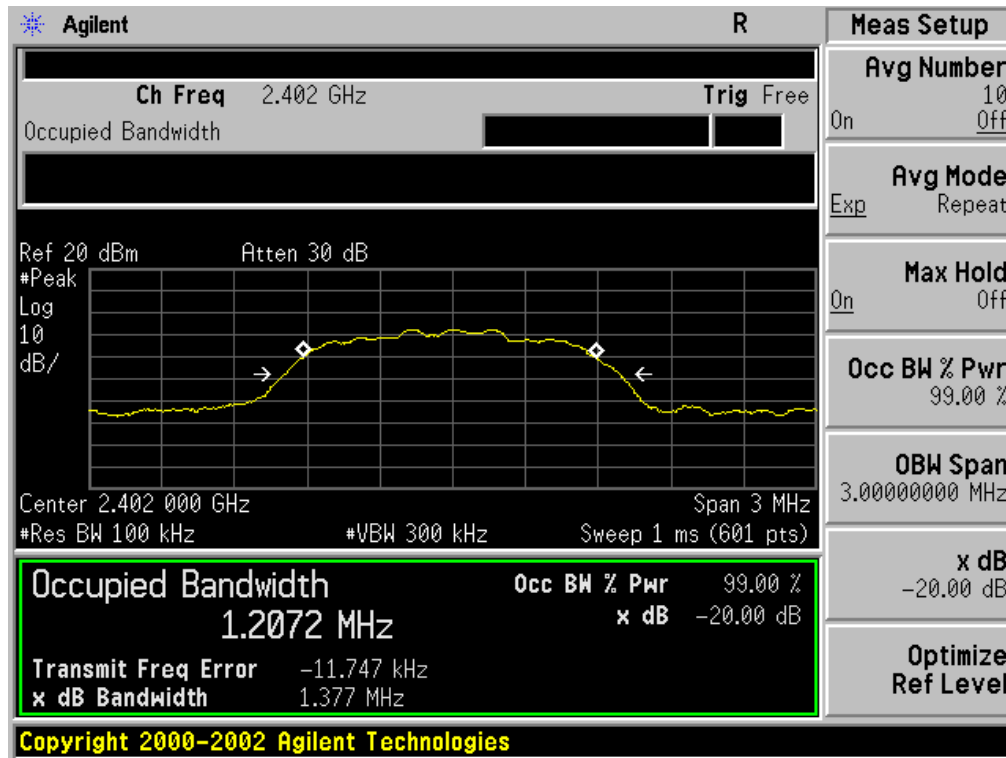 Agilent R
Ch Freq 2.402 GHz Trig Free
Occupied Bandwidth
Ref 20 dBm Atten 30 dB
#Peak
Log
10
dB/
Center 2.402 000 GHz Span 3 MHz
#Res BW 100 kHz #VBW 300 kHz Sweep 1 ms (601 pts)
Occupied Bandwidth Occ BW % Pwr 99.00 %
1.2072 MHz x dB -20.00 dB
Transmit Freq Error -11.747 kHz
x dB Bandwidth 1.377 MHz
Copyright 2000-2002 Agilent Technologies
Meas Setup
Avg Number
10
On Off
Avg Mode
Exp Repeat
Max Hold
On Off
Occ BW % Pwr
99.00 %
OBW Span
3.00000000 MHz
x dB
-20.00 dB
Optimize
Ref Level